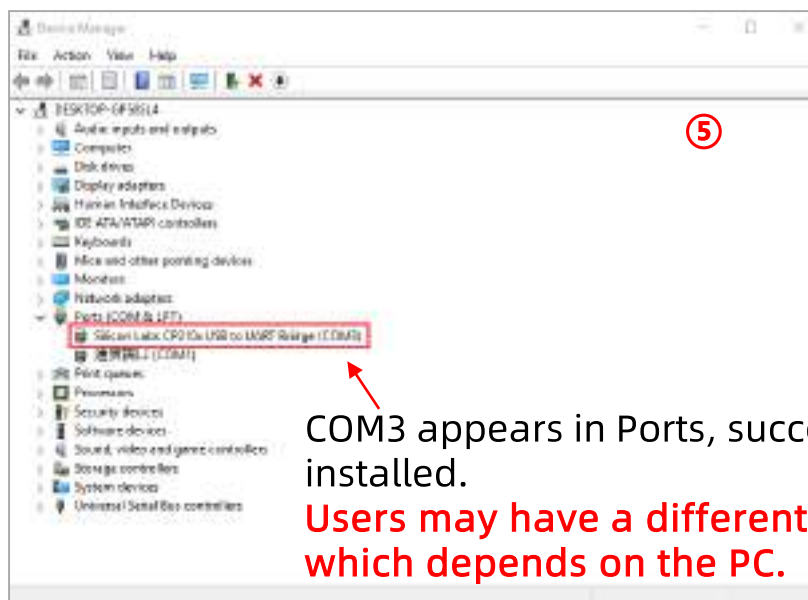 Device Manager
File Action View Help
⑤
DESKTOP-
Audio inputs and outputs
Computer
Disk drives
Display adapters
Human Interface Devices
IDE ATA/ATAPI controllers
Keyboards
Mice and other pointing devices
Monitors
Network adapters
Ports (COM & LPT)
Silicon Labs CP210x USB to UART Bridge (COM3)
(COM1)
Print queues
Processors
Security devices
Software devices
Sound, video and game controllers
Storage controllers
System devices
Universal Serial Bus controllers
COM3 appears in Ports, succe
installed.
Users may have a different
which depends on the PC.